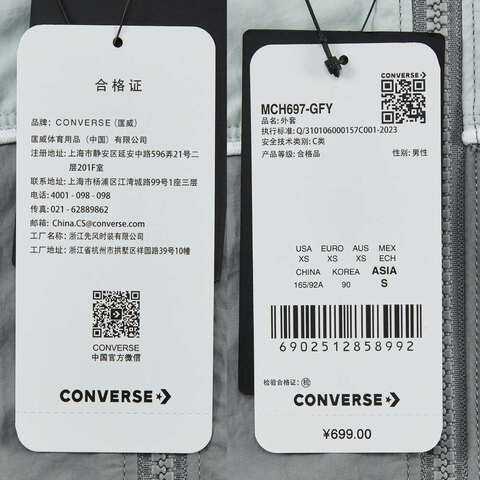 合格证
品牌: CONVERSE (匡威)
匡威体育用品（中国）有限公司
注册地址: 上海市静安区延安中路596弄21号二
层201F室
联系地址: 上海市杨浦区江湾城路99号1座三层
电话: 4001 - 098 - 098
传真: 021 - 62889862
邮箱: China.CS@converse.com
工厂名称: 浙江先风时装有限公司
工厂地址: 浙江省杭州市拱墅区祥园路39号10幢
CONVERSE
中国官方微信
CONVERSE
CONVERSE
MCH697-GFY
品名: 外套
执行标准: Q/310106000157C001-2023
安全技术类别: C类
产品等级: 合格品 性别: 男性
USA EURO AUS MEX
XS XS XS ECH
CHINA KOREA ASIA
165/92A 90 S
6902512858992
检验合格证:
CONVERSE
¥699.00